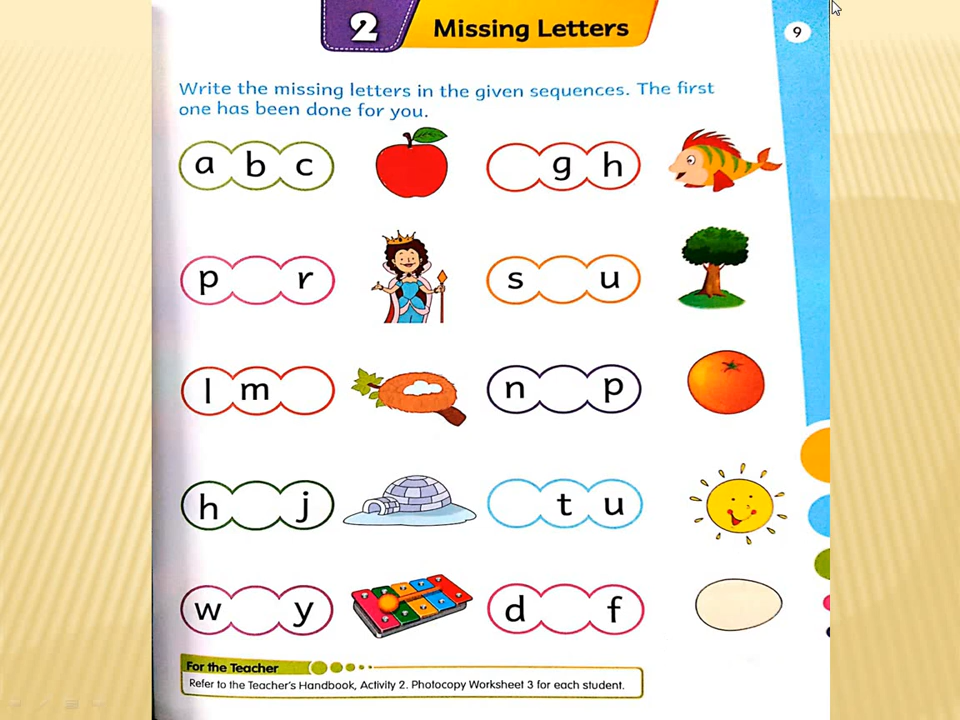 2 Missing Letters
9
Write the missing letters in the given sequences. The first
one has been done for you.
a b c
g h
p r
s u
l m
n p
h j
t u
w y
d f
For the Teacher
Refer to the Teacher's Handbook, Activity 2. Photocopy Worksheet 3 for each student.